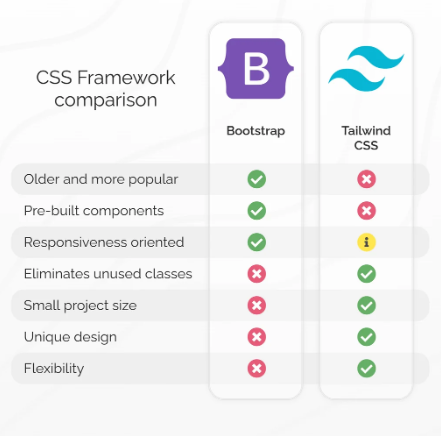 CSS Framework
comparison
B
Bootstrap
Tailwind
CSS
Older and more popular
Pre-built components
Responsiveness oriented
i
Eliminates unused classes
Small project size
Unique design
Flexibility